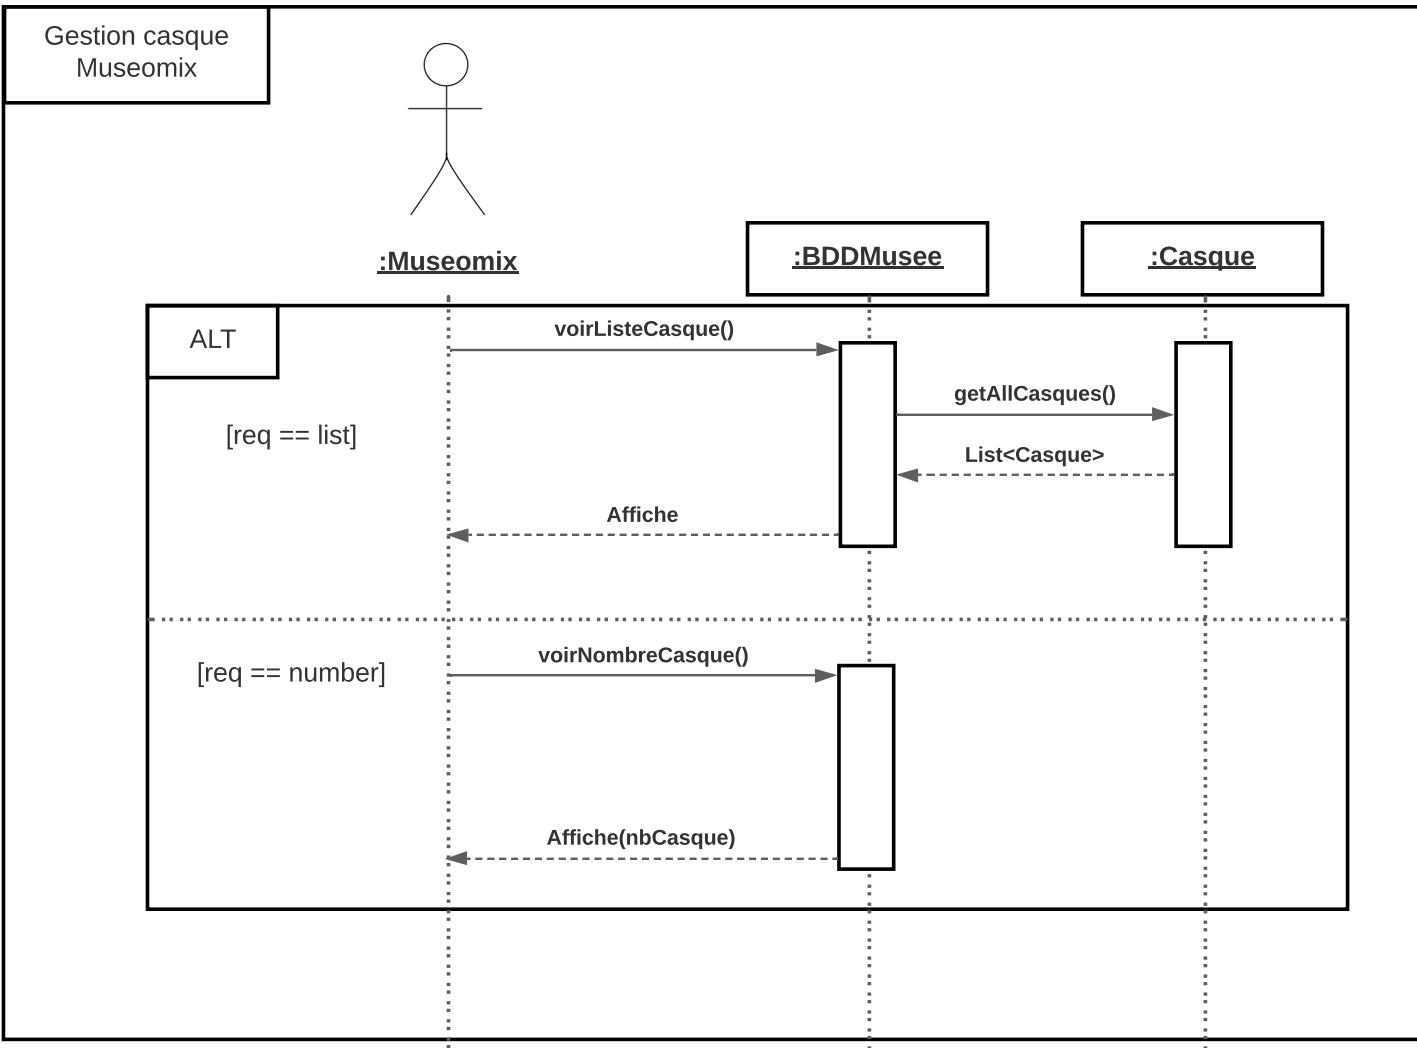 Gestion casque
Museomix
:Museomix
:BDDMusee
:Casque
ALT
voirListeCasque()
getAllCasques()
[req == list]
List<Casque>
Affiche
voirNombreCasque()
[req == number]
Affiche(nbCasque)